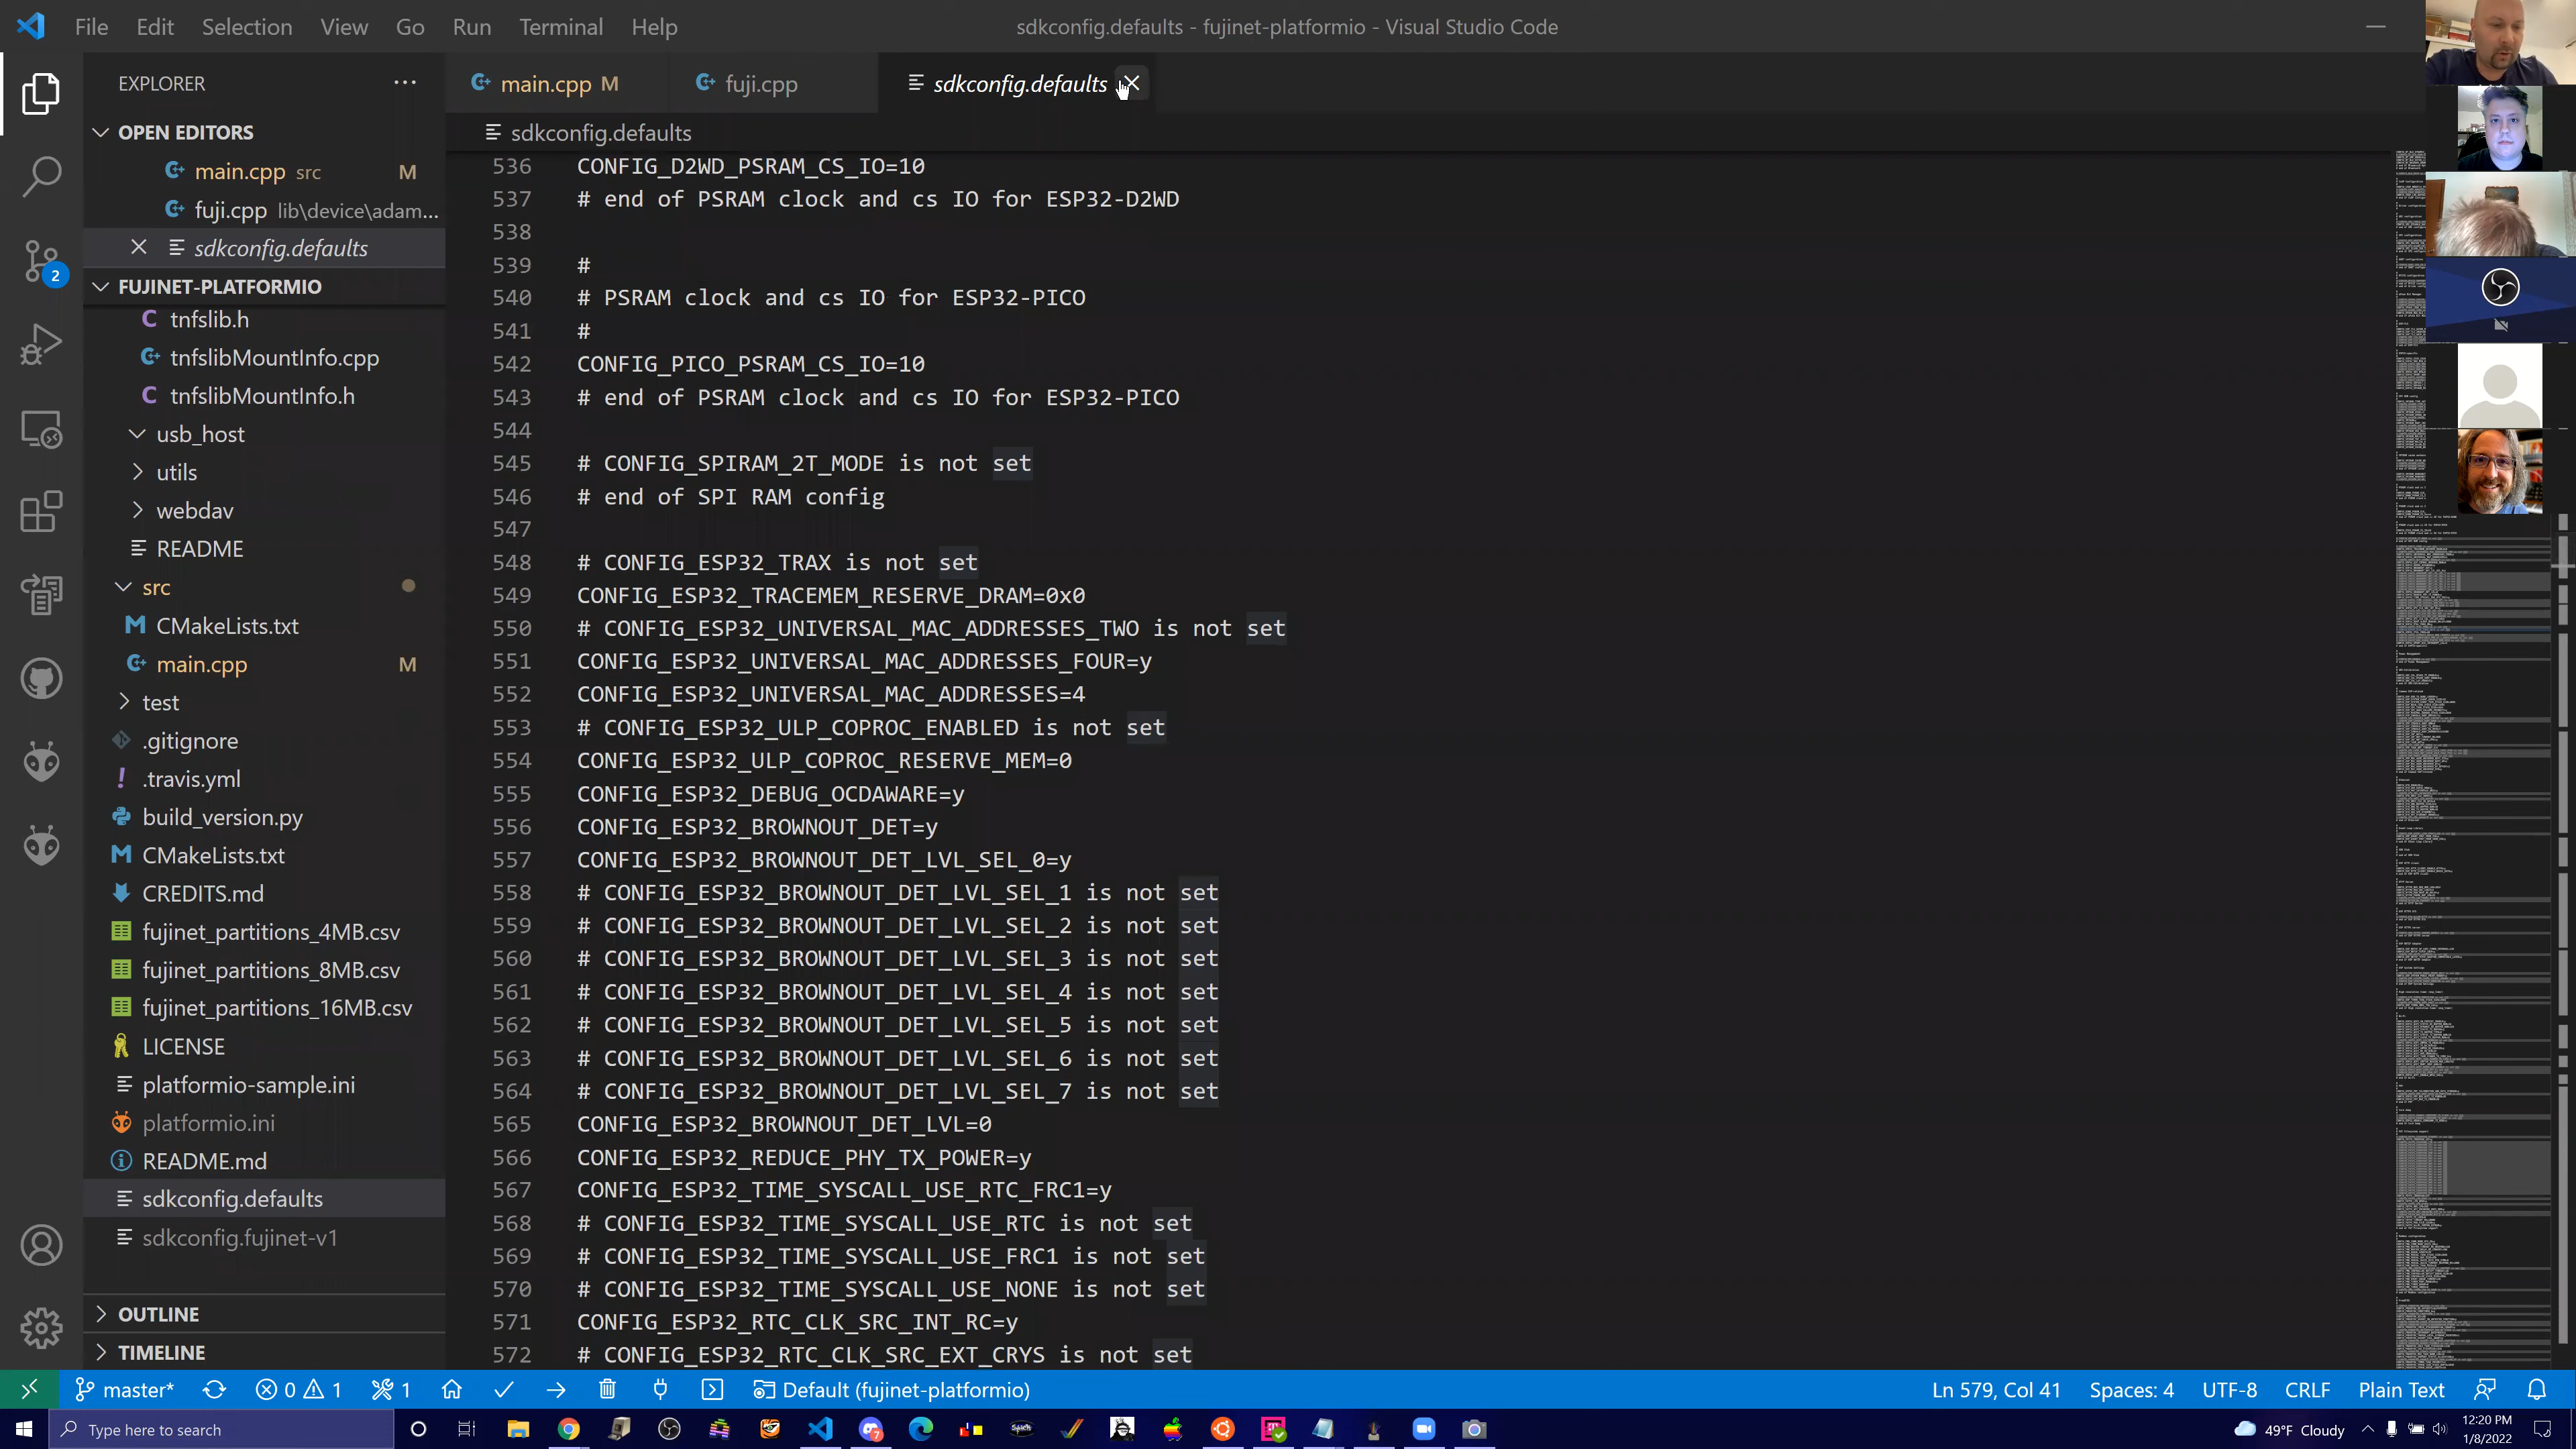 File Edit Selection View Go Run Terminal Help
sdkconfig.defaults - fujinet-platformio - Visual Studio Code
EXPLORER
OPEN EDITORS
main.cpp src M
fuji.cpp lib\device\adam...
sdkconfig.defaults
FUJINET-PLATFORMIO
tnfslib.h
tnfslibMountInfo.cpp
tnfslibMountInfo.h
usb_host
utils
webdav
README
src
CMakeLists.txt
main.cpp M
test
.gitignore
.travis.yml
build_version.py
CMakeLists.txt
CREDITS.md
fujinet_partitions_4MB.csv
fujinet_partitions_8MB.csv
fujinet_partitions_16MB.csv
LICENSE
platformio-sample.ini
platformio.ini
README.md
sdkconfig.defaults
sdkconfig.fujinet-v1
OUTLINE
TIMELINE
2
main.cpp M
fuji.cpp
sdkconfig.defaults
sdkconfig.defaults
536 CONFIG_D2WD_PSRAM_CS_IO=10
537 # end of PSRAM clock and cs IO for ESP32-D2WD
538
539 #
540 # PSRAM clock and cs IO for ESP32-PICO
541 #
542 CONFIG_PICO_PSRAM_CS_IO=10
543 # end of PSRAM clock and cs IO for ESP32-PICO
544
545 # CONFIG_SPIRAM_2T_MODE is not set
546 # end of SPI RAM config
547
548 # CONFIG_ESP32_TRAX is not set
549 CONFIG_ESP32_TRACEMEM_RESERVE_DRAM=0x0
550 # CONFIG_ESP32_UNIVERSAL_MAC_ADDRESSES_TWO is not set
551 CONFIG_ESP32_UNIVERSAL_MAC_ADDRESSES_FOUR=y
552 CONFIG_ESP32_UNIVERSAL_MAC_ADDRESSES=4
553 # CONFIG_ESP32_ULP_COPROC_ENABLED is not set
554 CONFIG_ESP32_ULP_COPROC_RESERVE_MEM=0
555 CONFIG_ESP32_DEBUG_OCDAWARE=y
556 CONFIG_ESP32_BROWNOUT_DET=y
557 CONFIG_ESP32_BROWNOUT_DET_LVL_SEL_0=y
558 # CONFIG_ESP32_BROWNOUT_DET_LVL_SEL_1 is not set
559 # CONFIG_ESP32_BROWNOUT_DET_LVL_SEL_2 is not set
560 # CONFIG_ESP32_BROWNOUT_DET_LVL_SEL_3 is not set
561 # CONFIG_ESP32_BROWNOUT_DET_LVL_SEL_4 is not set
562 # CONFIG_ESP32_BROWNOUT_DET_LVL_SEL_5 is not set
563 # CONFIG_ESP32_BROWNOUT_DET_LVL_SEL_6 is not set
564 # CONFIG_ESP32_BROWNOUT_DET_LVL_SEL_7 is not set
565 CONFIG_ESP32_BROWNOUT_DET_LVL=0
566 CONFIG_ESP32_REDUCE_PHY_TX_POWER=y
567 CONFIG_ESP32_TIME_SYSCALL_USE_RTC_FRC1=y
568 # CONFIG_ESP32_TIME_SYSCALL_USE_RTC is not set
569 # CONFIG_ESP32_TIME_SYSCALL_USE_FRC1 is not set
570 # CONFIG_ESP32_TIME_SYSCALL_USE_NONE is not set
571 CONFIG_ESP32_RTC_CLK_SRC_INT_RC=y
572 # CONFIG_ESP32_RTC_CLK_SRC_EXT_CRYS is not set
master* 0 1 1 Default (fujinet-platformio)
Ln 579, Col 41 Spaces: 4 UTF-8 CRLF Plain Text
Type here to search
49°F Cloudy
12:20 PM
1/8/2022